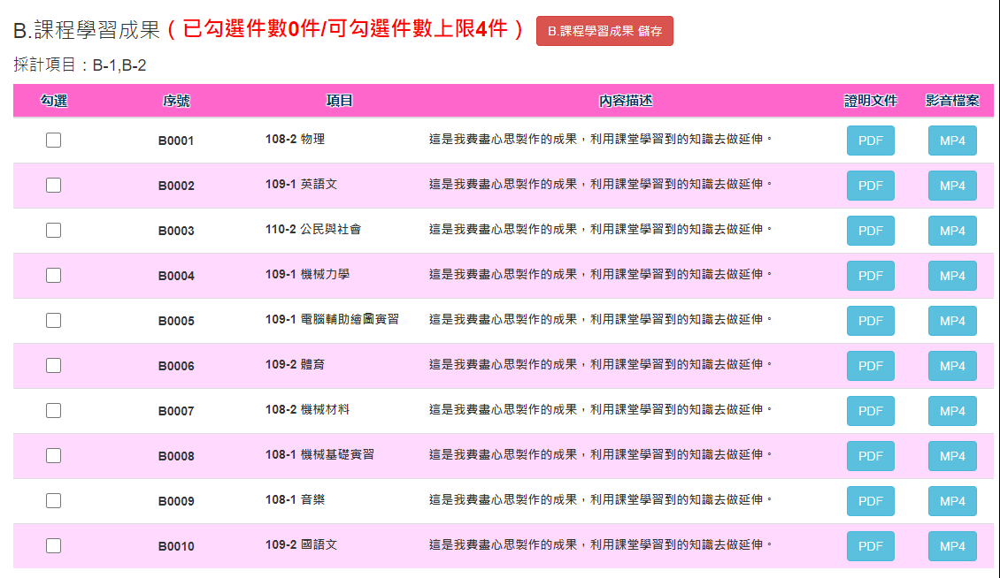 B.課程學習成果（已勾選件數0件/可勾選件數上限4件） B.課程學習成果 儲存
採計項目：B-1,B-2
勾選 序號 項目 內容描述 證明文件 影音檔案
B0001 108-2 物理 這是我費盡心思製作的成果，利用課堂學習到的知識去做延伸。 PDF MP4
B0002 109-1 英語文 這是我費盡心思製作的成果，利用課堂學習到的知識去做延伸。 PDF MP4
B0003 110-2 公民與社會 這是我費盡心思製作的成果，利用課堂學習到的知識去做延伸。 PDF MP4
B0004 109-1 機械力學 這是我費盡心思製作的成果，利用課堂學習到的知識去做延伸。 PDF MP4
B0005 109-1 電腦輔助繪圖實習 這是我費盡心思製作的成果，利用課堂學習到的知識去做延伸。 PDF MP4
B0006 109-2 體育 這是我費盡心思製作的成果，利用課堂學習到的知識去做延伸。 PDF MP4
B0007 108-2 機械材料 這是我費盡心思製作的成果，利用課堂學習到的知識去做延伸。 PDF MP4
B0008 108-1 機械基礎實習 這是我費盡心思製作的成果，利用課堂學習到的知識去做延伸。 PDF MP4
B0009 108-1 音樂 這是我費盡心思製作的成果，利用課堂學習到的知識去做延伸。 PDF MP4
B0010 109-2 國語文 這是我費盡心思製作的成果，利用課堂學習到的知識去做延伸。 PDF MP4